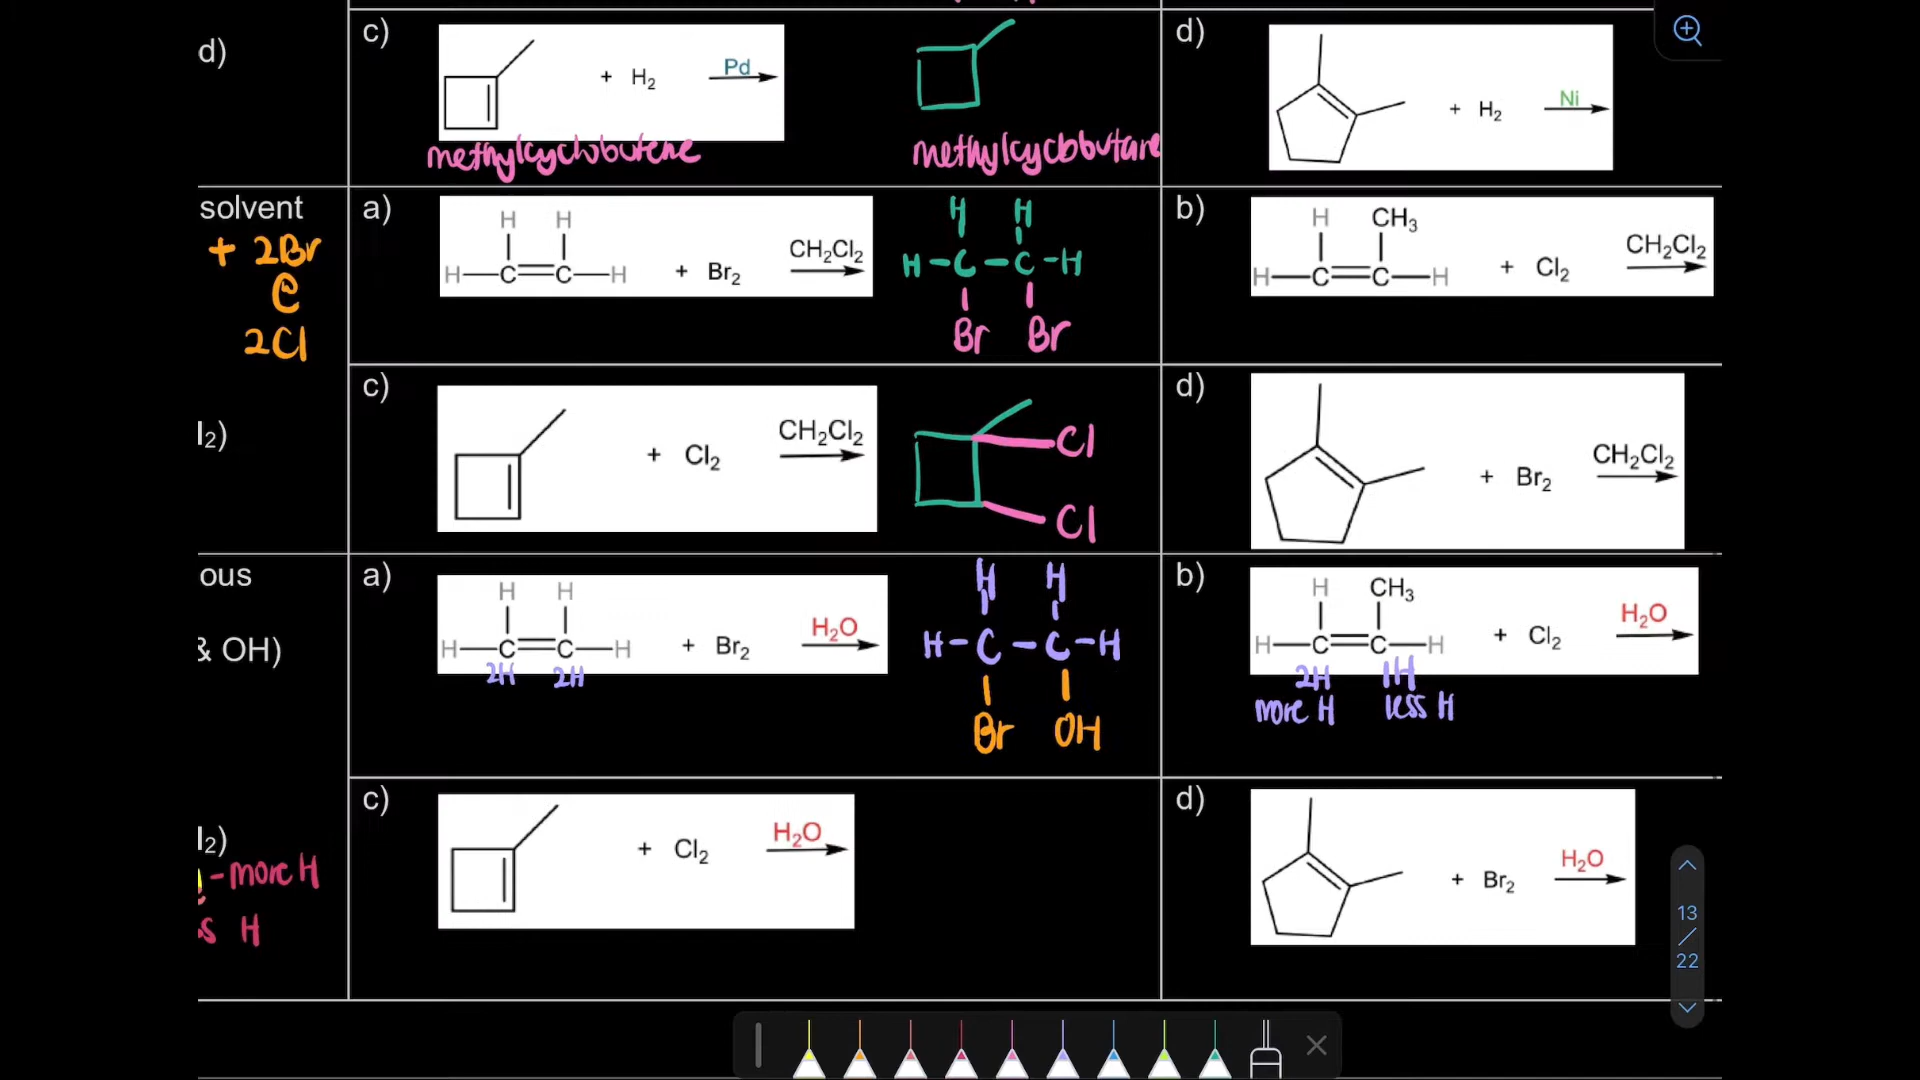 d)
c)
+ H₂
Pd
methylcyclobutene
methylcyclobutane
d)
+ H₂
Ni
solvent
+ 2Br
@
2Cl
a)
H H
H C C H
+ Br₂
CH₂Cl₂
H H
H-C-C-H
Br Br
b)
H CH₃
H C C H
+ Cl₂
CH₂Cl₂
l₂)
c)
+ Cl₂
CH₂Cl₂
Cl
Cl
d)
+ Br₂
CH₂Cl₂
ous
& OH)
a)
H H
H C C H
2H 2H
+ Br₂
H₂O
H H
H-C-C-H
Br OH
b)
H CH₃
H C C H
2H 1H
more H less H
+ Cl₂
H₂O
l₂)
- more H
s H
c)
+ Cl₂
H₂O
d)
+ Br₂
H₂O
13
/
22